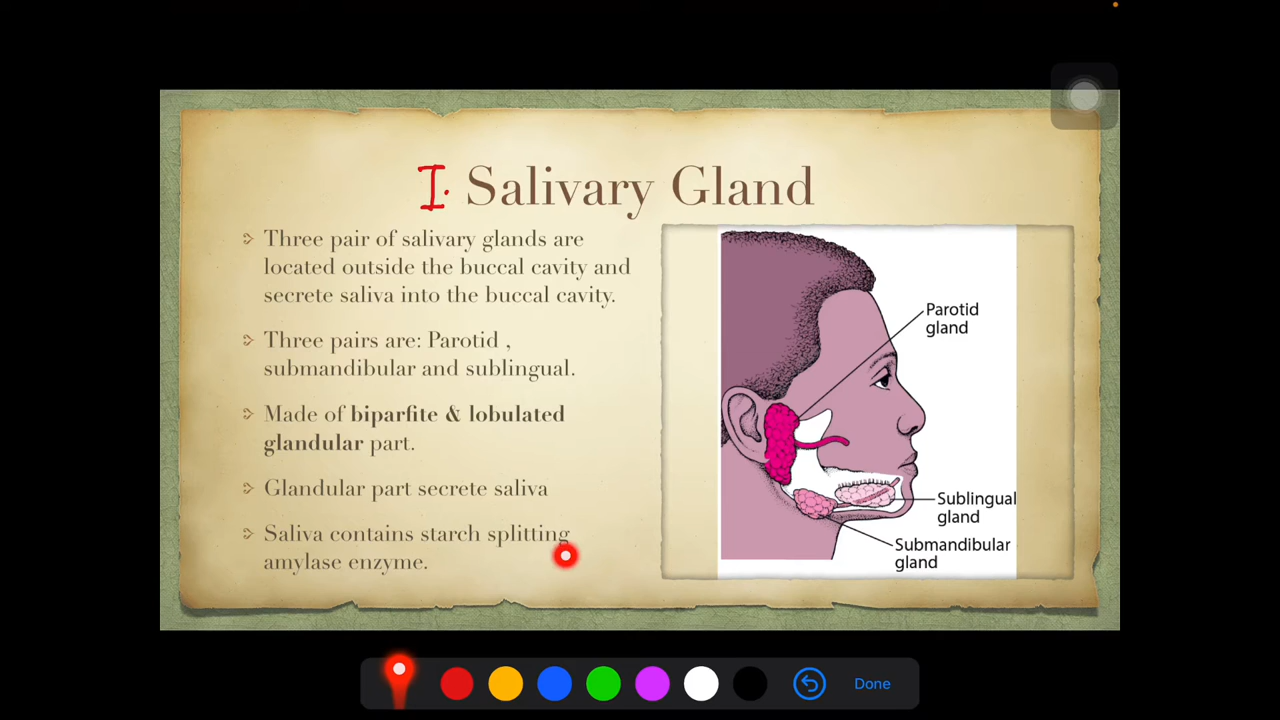 I. Salivary Gland
Three pair of salivary glands are
located outside the buccal cavity and
secrete saliva into the buccal cavity.
Three pairs are: Parotid ,
submandibular and sublingual.
Made of biparfite & lobulated
glandular part.
Glandular part secrete saliva
Saliva contains starch splitting
amylase enzyme.
Parotid
gland
Sublingual
gland
Submandibular
gland
Done